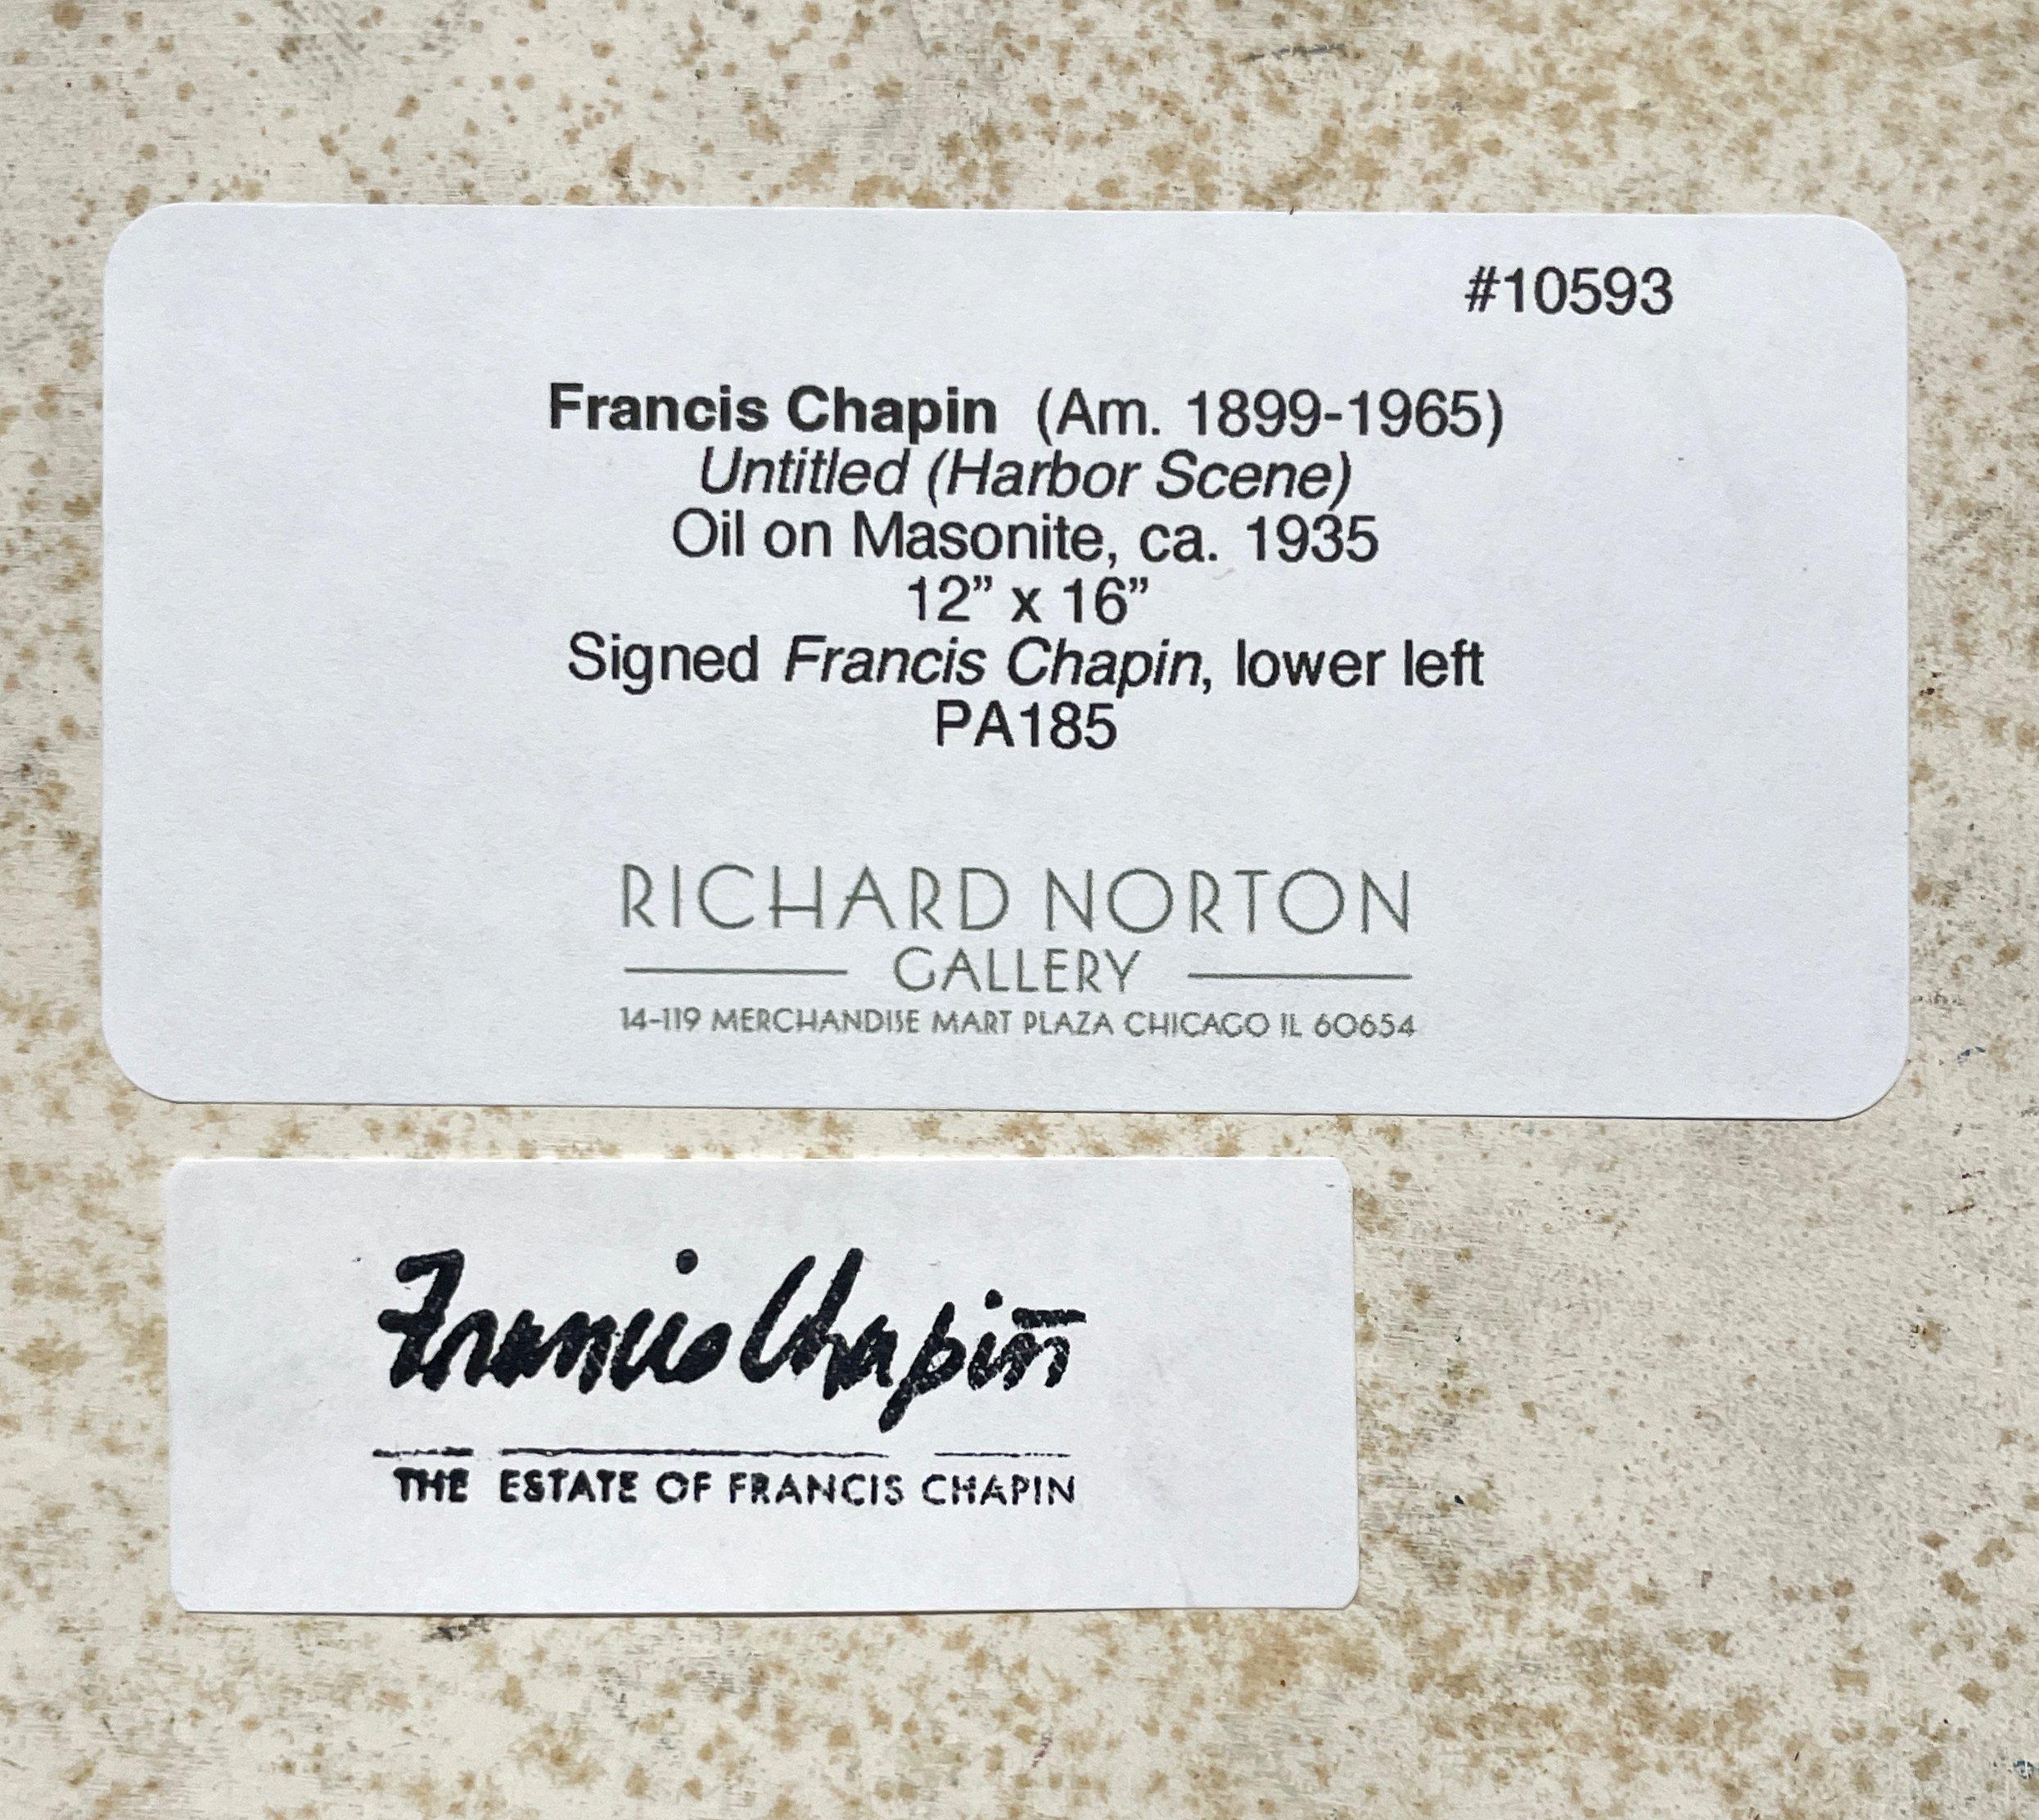 #10593
Francis Chapin (Am. 1899-1965)
Untitled (Harbor Scene)
Oil on Masonite, ca. 1935
12” x 16”
Signed Francis Chapin, lower left
PA185
RICHARD NORTON
GALLERY
14-119 MERCHANDISE MART PLAZA CHICAGO IL 60654
Francis Chapin
THE ESTATE OF FRANCIS CHAPIN